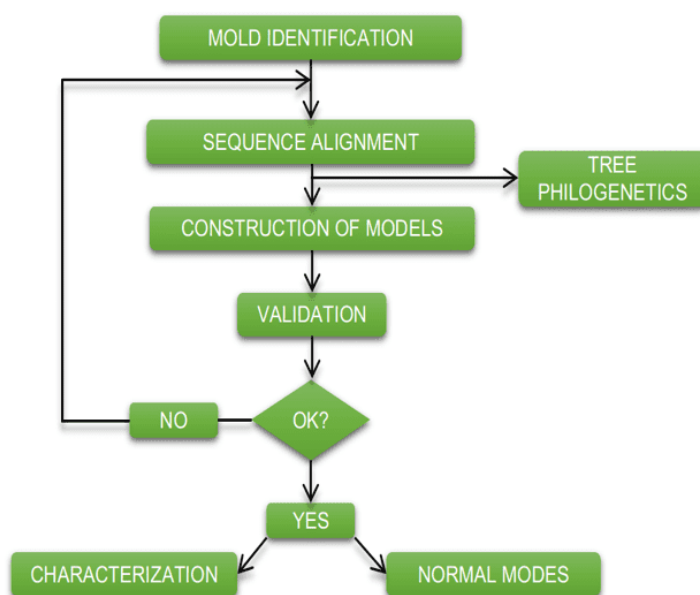 MOLD IDENTIFICATION
SEQUENCE ALIGNMENT
TREE
PHILOGENETICS
CONSTRUCTION OF MODELS
VALIDATION
NO
OK?
YES
CHARACTERIZATION
NORMAL MODES